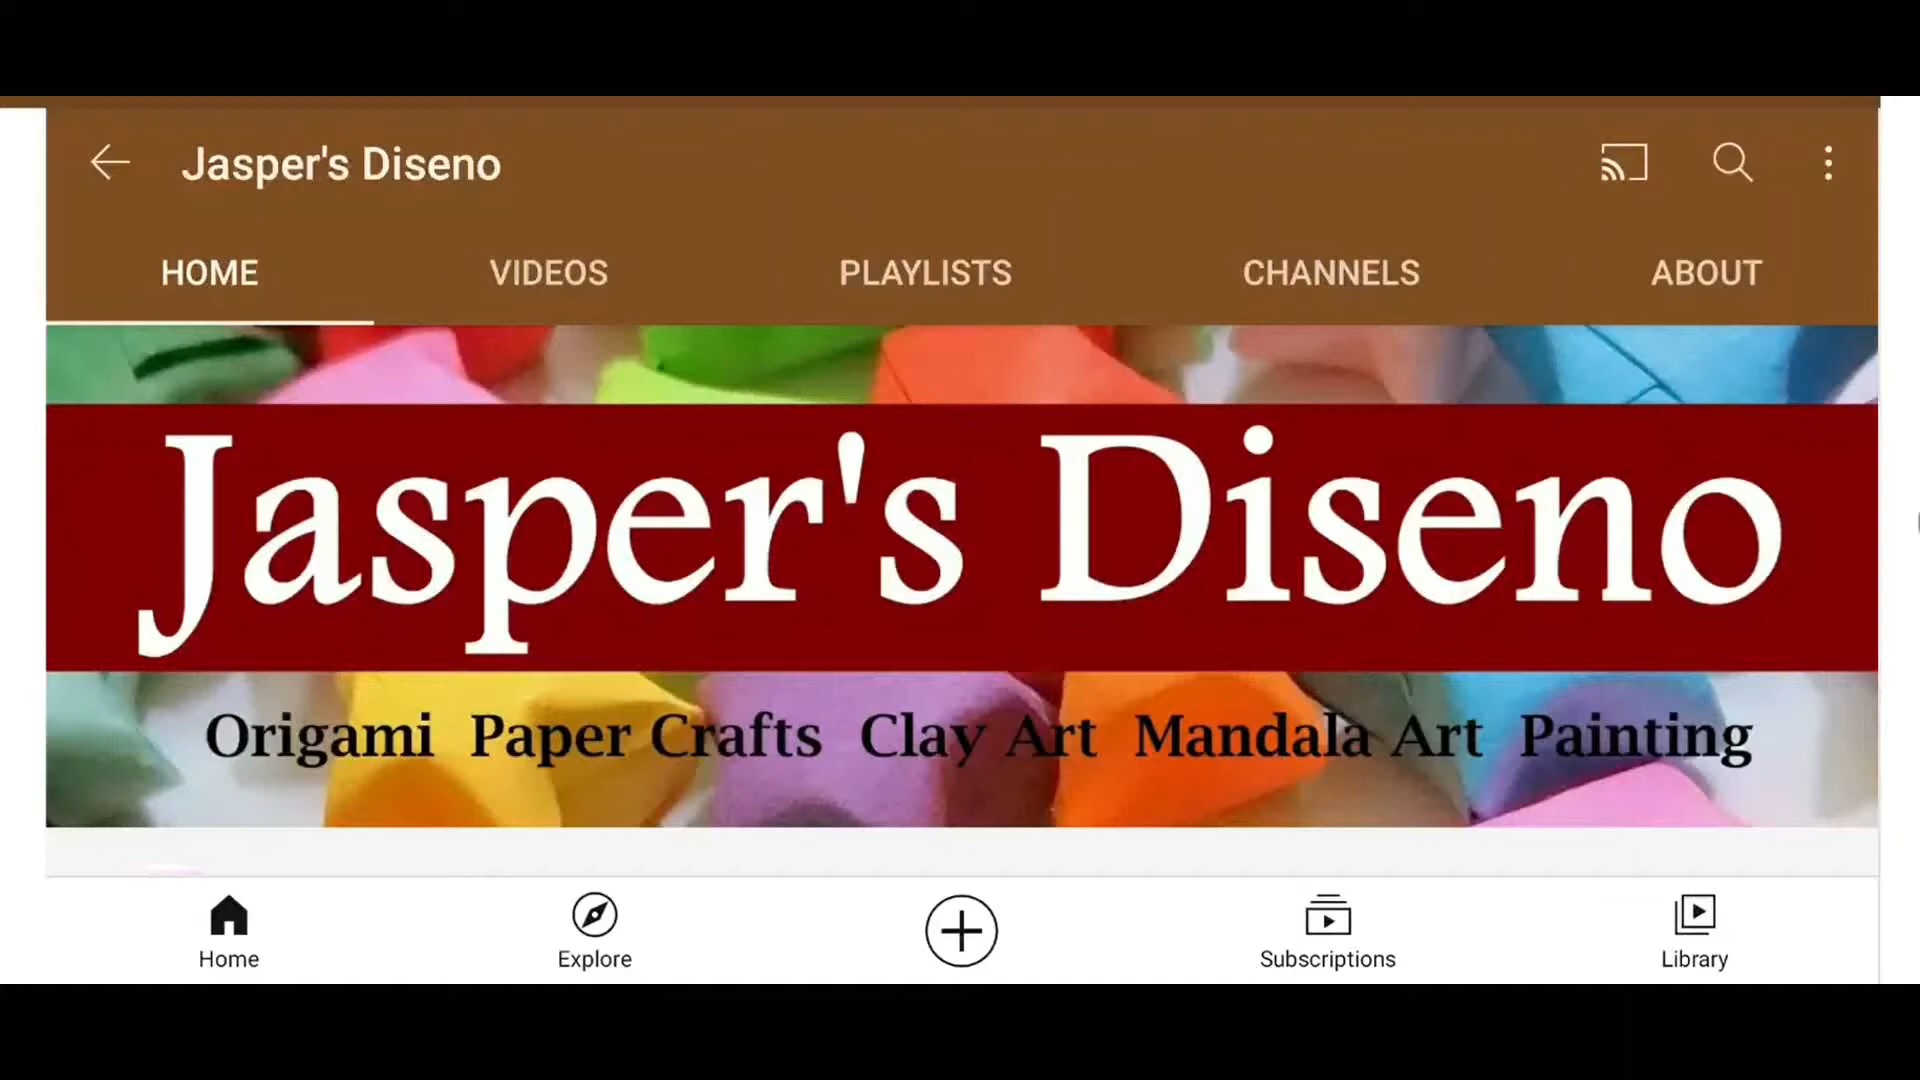 Jasper's Diseno
HOME VIDEOS PLAYLISTS CHANNELS ABOUT
Jasper's Diseno
Origami Paper Crafts Clay Art Mandala Art Painting
Home Explore Subscriptions Library